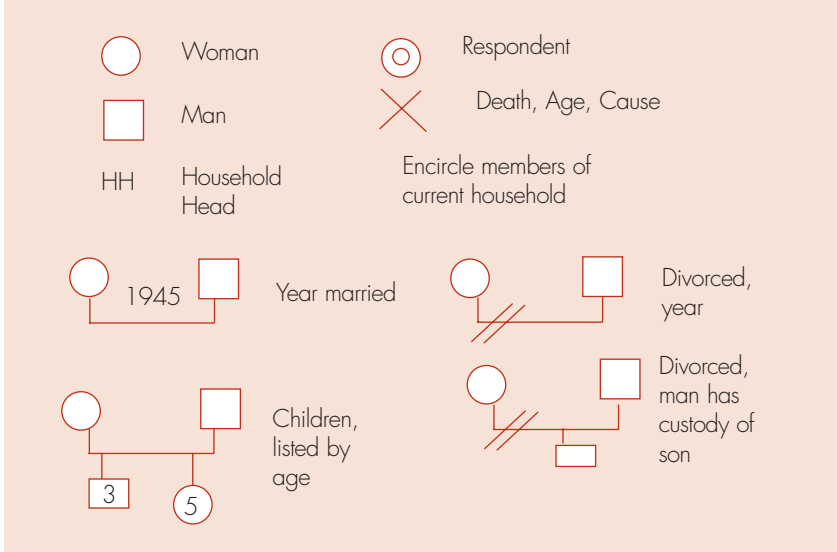 Woman
Respondent
Man
Death, Age, Cause
HH
Household
Head
Encircle members of
current household
1945
Year married
Divorced,
year
Children,
listed by
age
3
5
Divorced,
man has
custody of
son